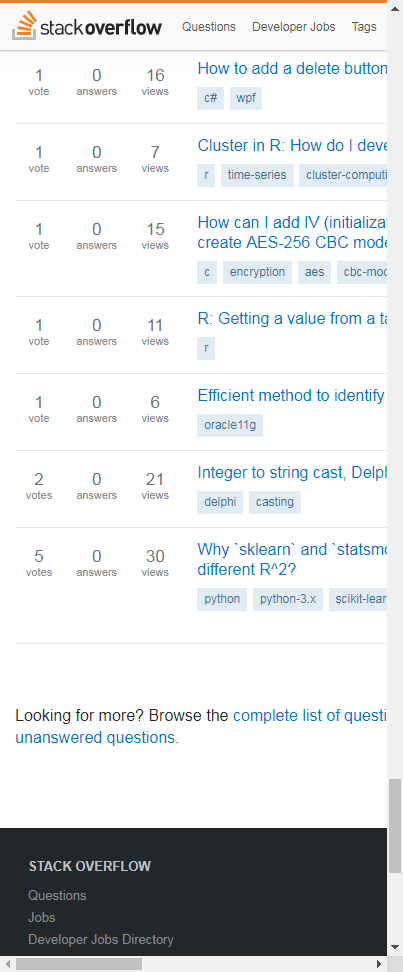 stackoverflow Questions Developer Jobs Tags
1 0 16 How to add a delete button
vote answers views
c# wpf
1 0 7 Cluster in R: How do I deve
vote answers views
r time-series cluster-computi
1 0 15 How can I add IV (initializat
vote answers views create AES-256 CBC mode
c encryption aes cbc-mod
1 0 11 R: Getting a value from a ta
vote answers views
r
1 0 6 Efficient method to identify
vote answers views
oracle11g
2 0 21 Integer to string cast, Delph
votes answers views
delphi casting
5 0 30 Why `sklearn` and `statsmo
votes answers views different R^2?
python python-3.x scikit-lear
Looking for more? Browse the complete list of questi
unanswered questions.
STACK OVERFLOW
Questions
Jobs
Developer Jobs Directory